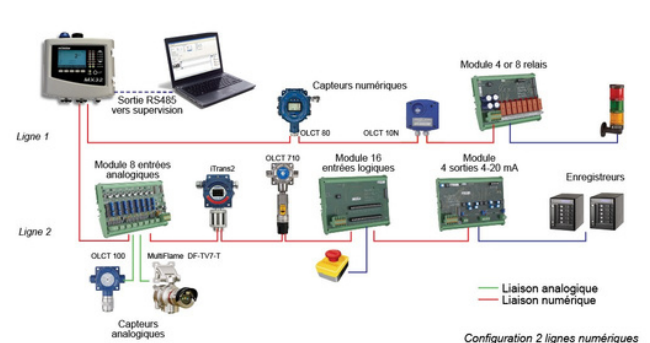 MX32
Sortie RS485
vers supervision
Capteurs numériques
Module 4 or 8 relais
Ligne 1
OLCT 80
OLCT 10N
Module 8 entrées
analogiques
iTrans2
OLCT 710
Module 16
entrées logiques
Module
4 sorties 4-20 mA
Enregistreurs
Ligne 2
OLCT 100
MultiFlame DF-TV7-T
Capteurs
analogiques
Liaison analogique
Liaison numérique
Configuration 2 lignes numériques